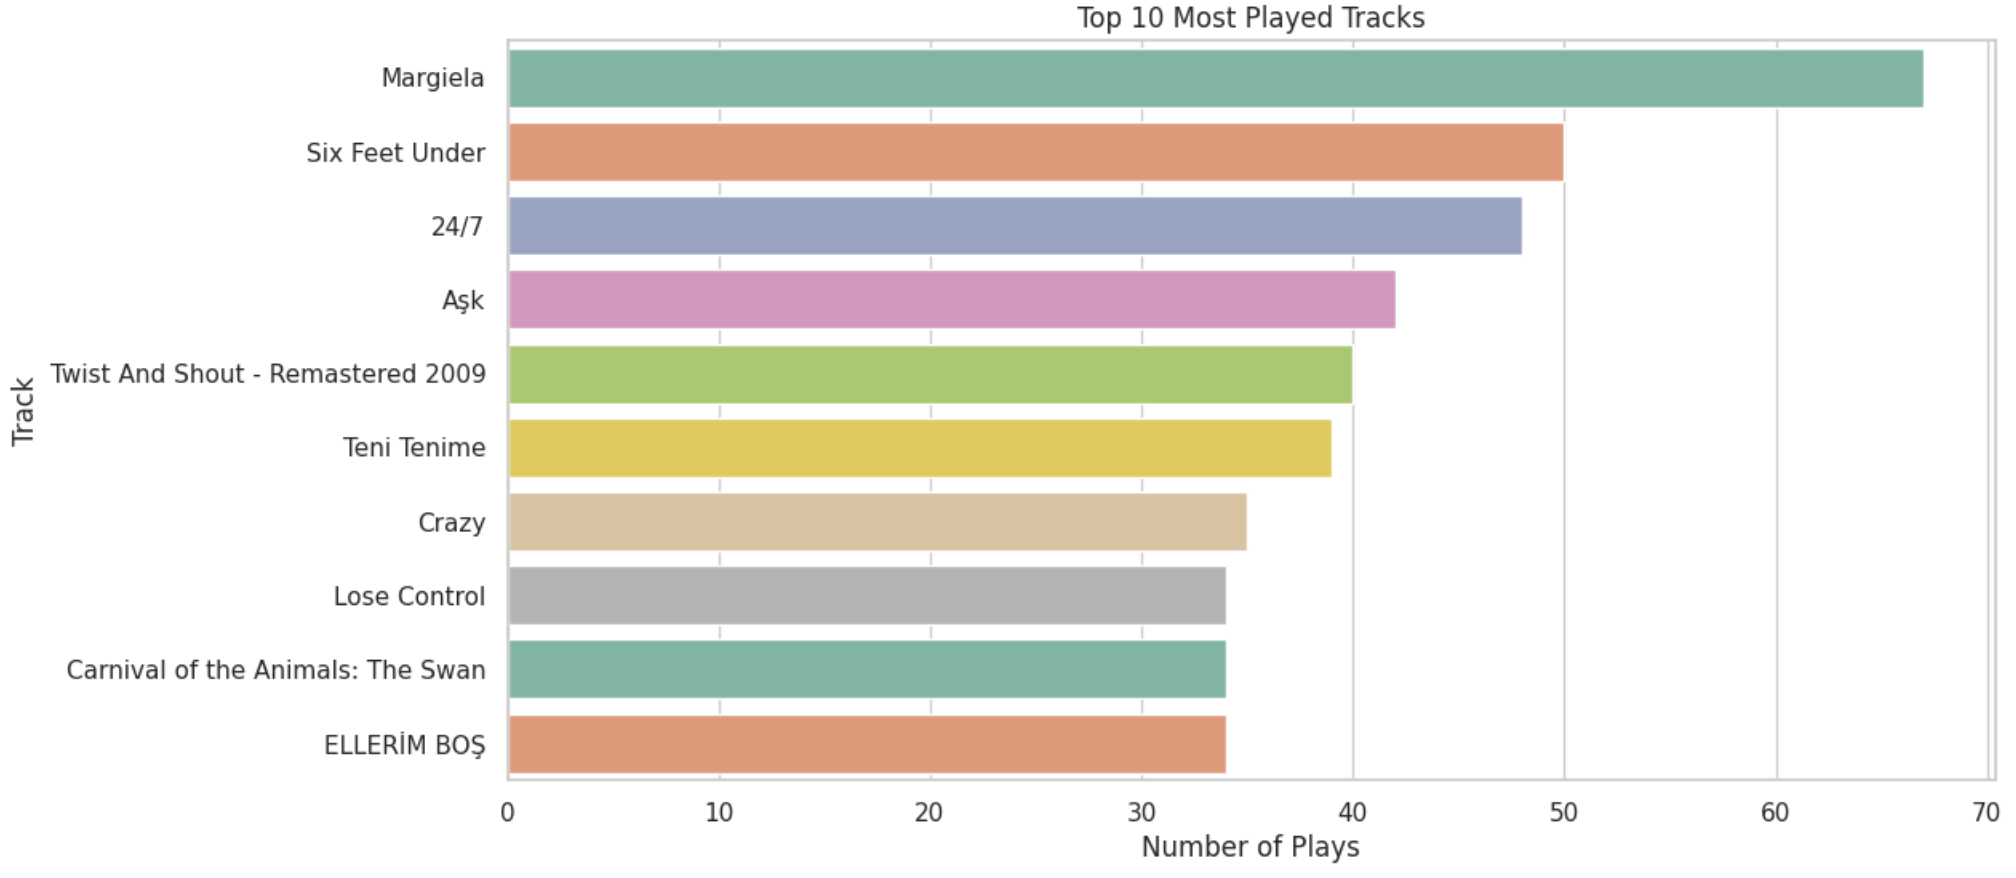 Top 10 Most Played Tracks
Margiela
Six Feet Under
24/7
Aşk
Twist And Shout - Remastered 2009
Teni Tenime
Crazy
Lose Control
Carnival of the Animals: The Swan
ELLERİM BOŞ
Track
0 10 20 30 40 50 60 70
Number of Plays